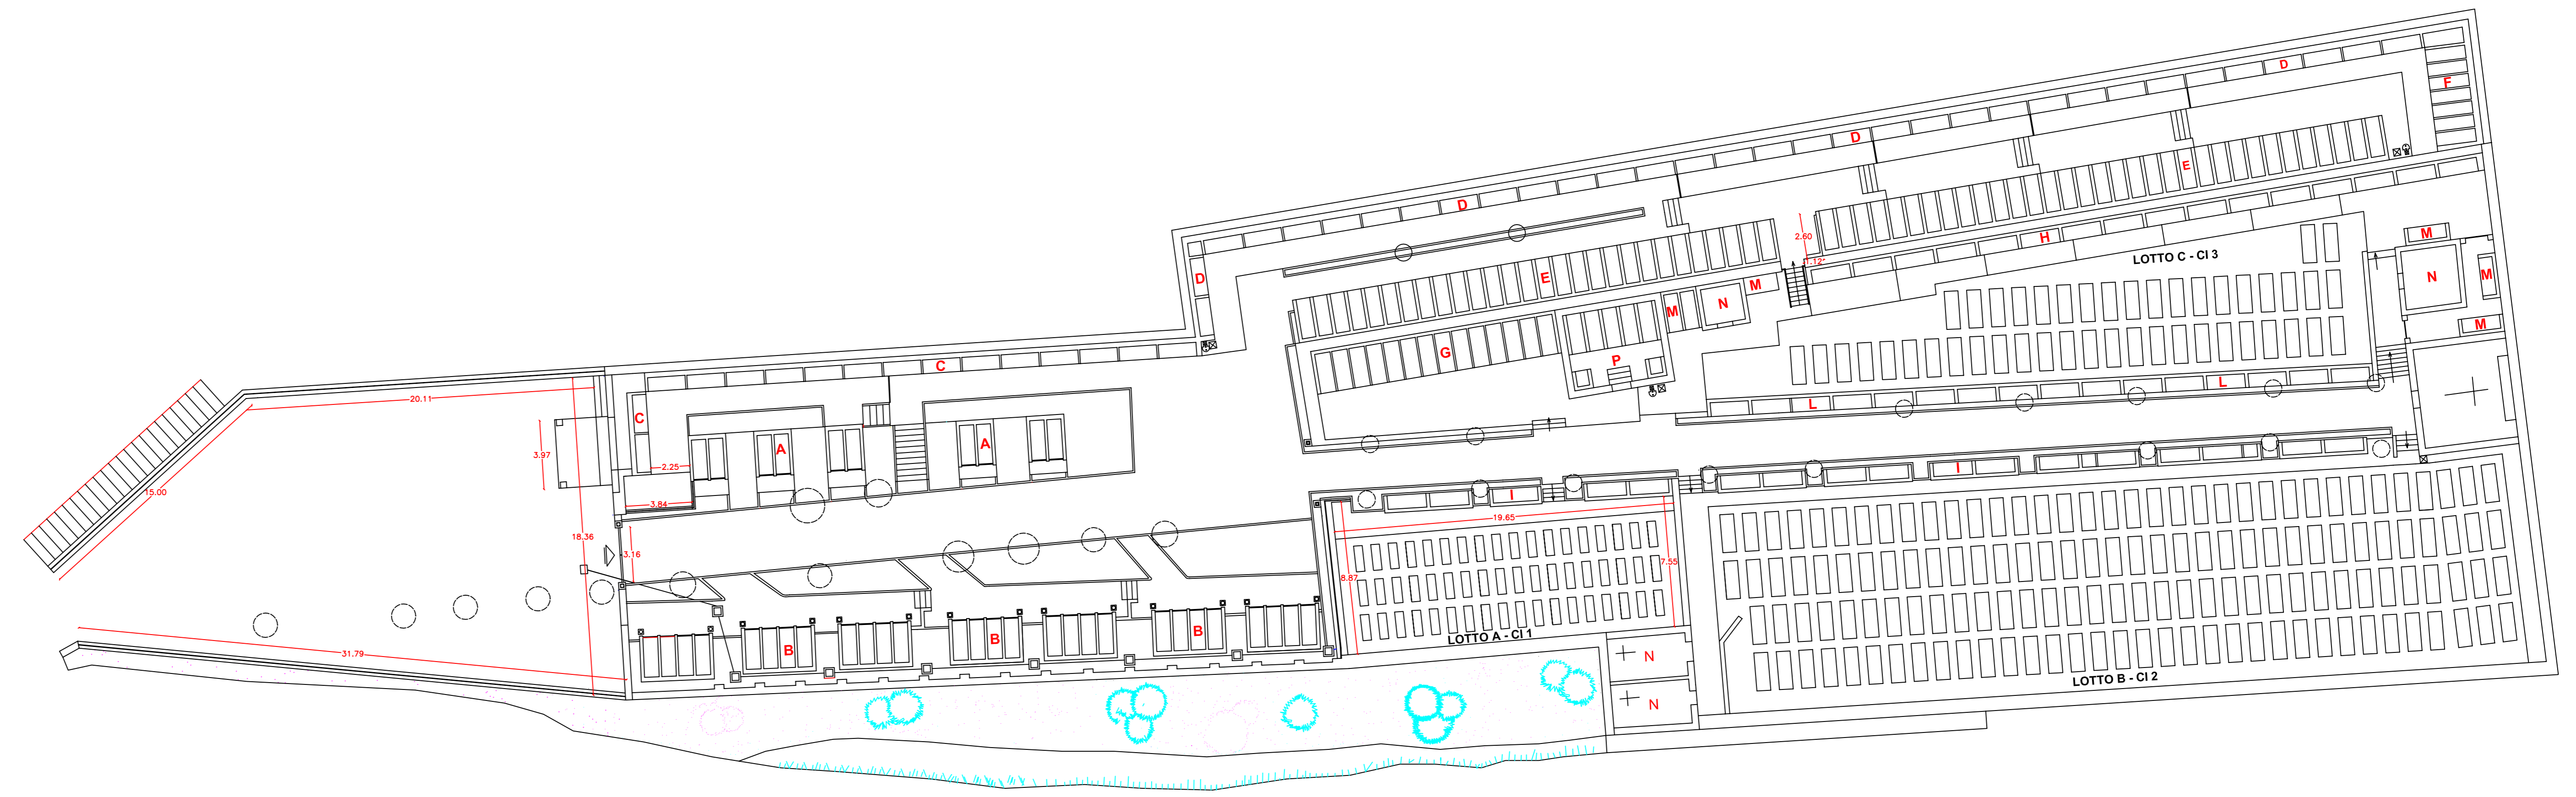 D
F
D
E
D
2.60
H
M
1.12
LOTTO C - CI 3
D
E
M
N
M
M
N
M
G
P
C
L
L
20.11
C
3.97
A
A
2.25
I
15.00
I
3.84
19.65
18.36
3.16
7.55
8.87
LOTTO A - CI 1
B
B
B
31.79
N
LOTTO B - CI 2
N